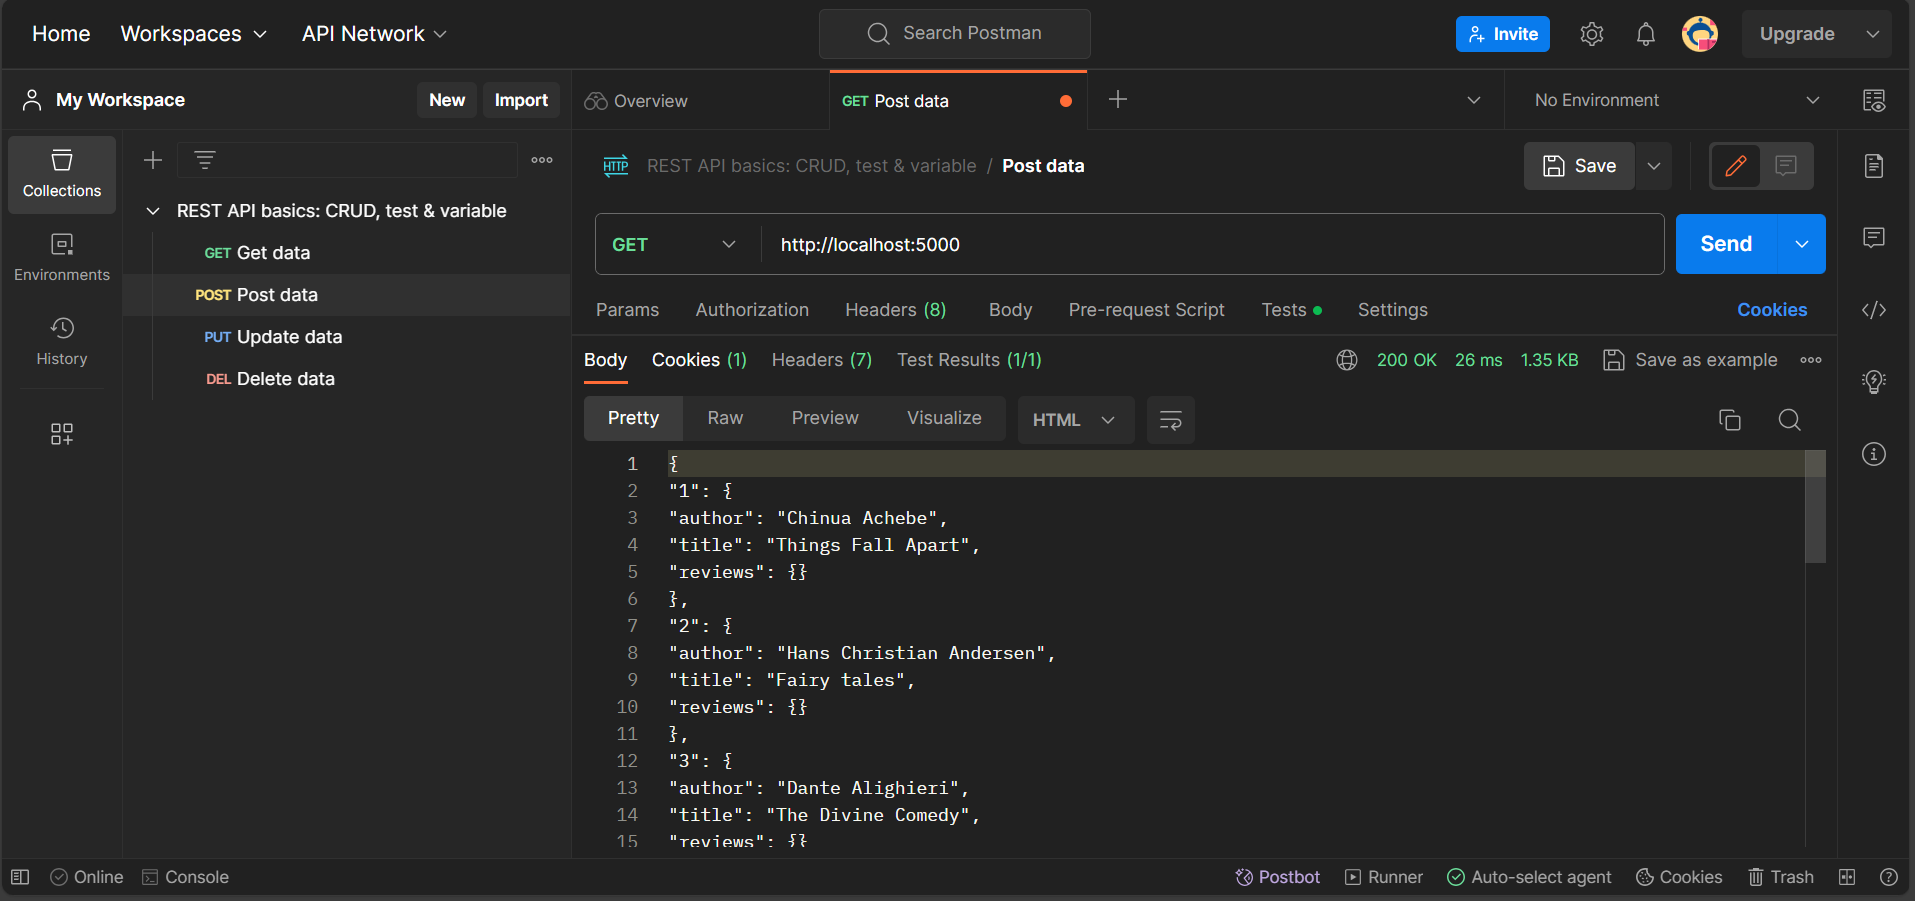 Home Workspaces API Network Search Postman Invite Upgrade
My Workspace New Import Overview GET Post data No Environment
Collections
Environments
History
REST API basics: CRUD, test & variable
GET Get data
POST Post data
PUT Update data
DEL Delete data
HTTP REST API basics: CRUD, test & variable / Post data Save
GET http://localhost:5000 Send
Params Authorization Headers (8) Body Pre-request Script Tests Settings Cookies
Body Cookies (1) Headers (7) Test Results (1/1) 200 OK 26 ms 1.35 KB Save as example
Pretty Raw Preview Visualize HTML
1 {
2 "1": {
3 "author": "Chinua Achebe",
4 "title": "Things Fall Apart",
5 "reviews": {}
6 },
7 "2": {
8 "author": "Hans Christian Andersen",
9 "title": "Fairy tales",
10 "reviews": {}
11 },
12 "3": {
13 "author": "Dante Alighieri",
14 "title": "The Divine Comedy",
15 "reviews": {}
Online Console Postbot Runner Auto-select agent Cookies Trash